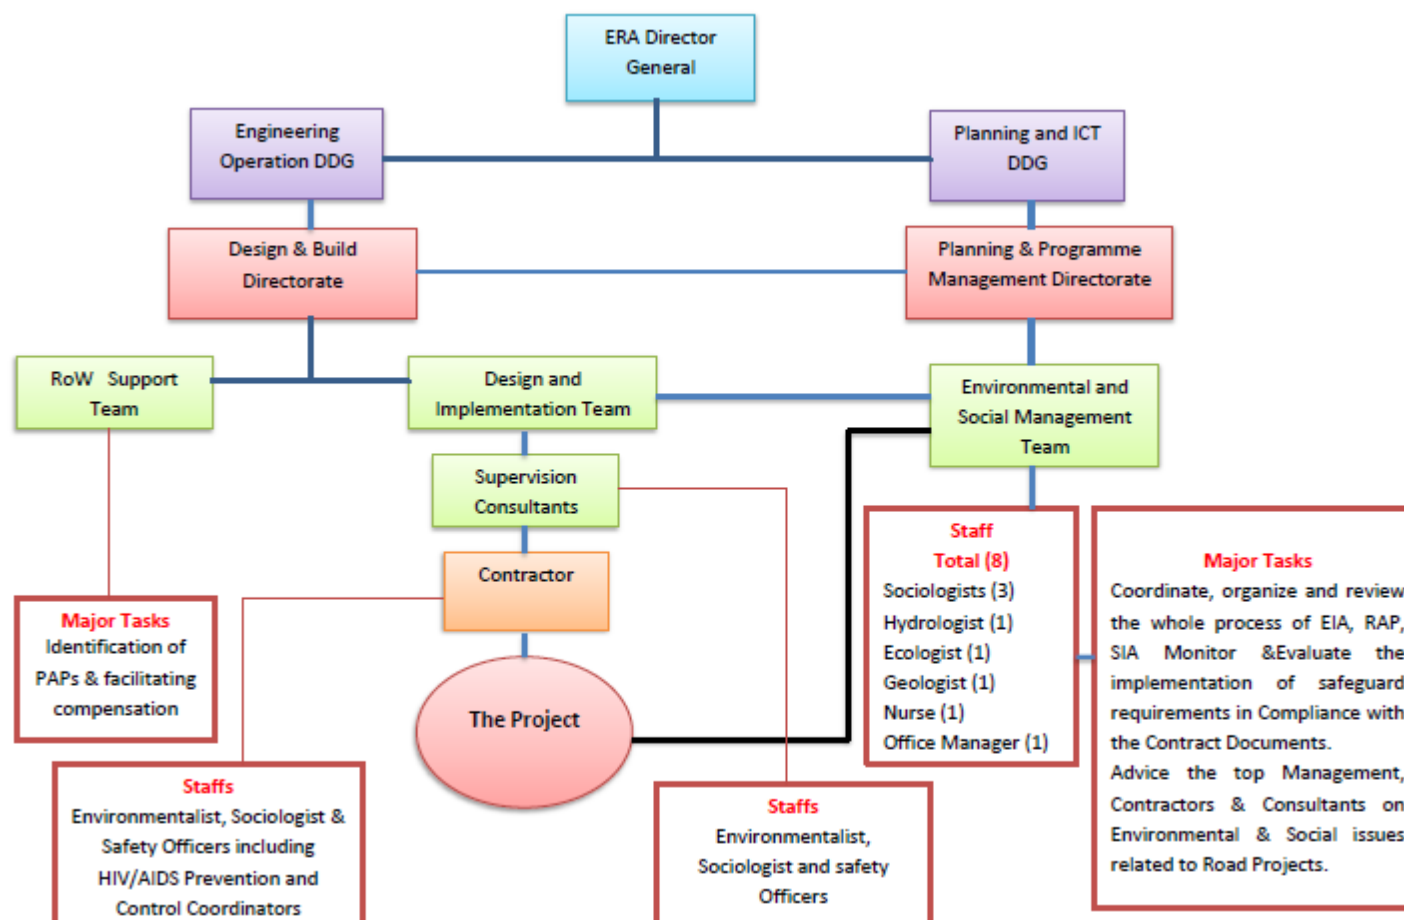 ERA Director
General
Engineering
Operation DDG
Planning and ICT
DDG
Design & Build
Directorate
Planning & Programme
Management Directorate
RoW Support
Team
Design and
Implementation Team
Environmental and
Social Management
Team
Supervision
Consultants
Contractor
The Project
Major Tasks
Identification of
PAPs & facilitating
compensation
Staffs
Environmentalist, Sociologist &
Safety Officers including
HIV/AIDS Prevention and
Control Coordinators
Staffs
Environmentalist,
Sociologist and safety
Officers
Staff
Total (8)
Sociologists (3)
Hydrologist (1)
Ecologist (1)
Geologist (1)
Nurse (1)
Office Manager (1)
Major Tasks
Coordinate, organize and review
the whole process of EIA, RAP,
SIA Monitor &Evaluate the
implementation of safeguard
requirements in Compliance with
the Contract Documents.
Advice the top Management,
Contractors & Consultants on
Environmental & Social issues
related to Road Projects.